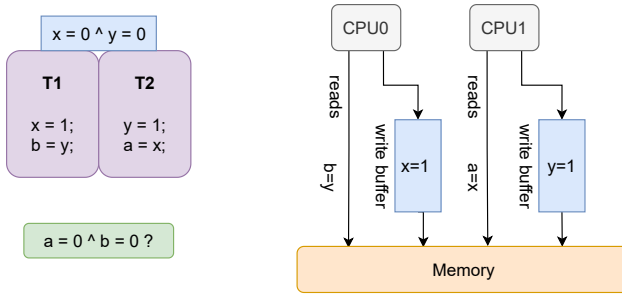 x = 0 ^ y = 0
T1
x = 1;
b = y;
T2
y = 1;
a = x;
a = 0 ^ b = 0 ?
CPU0
reads
b=y
write buffer
x=1
CPU1
reads
a=x
write buffer
y=1
Memory